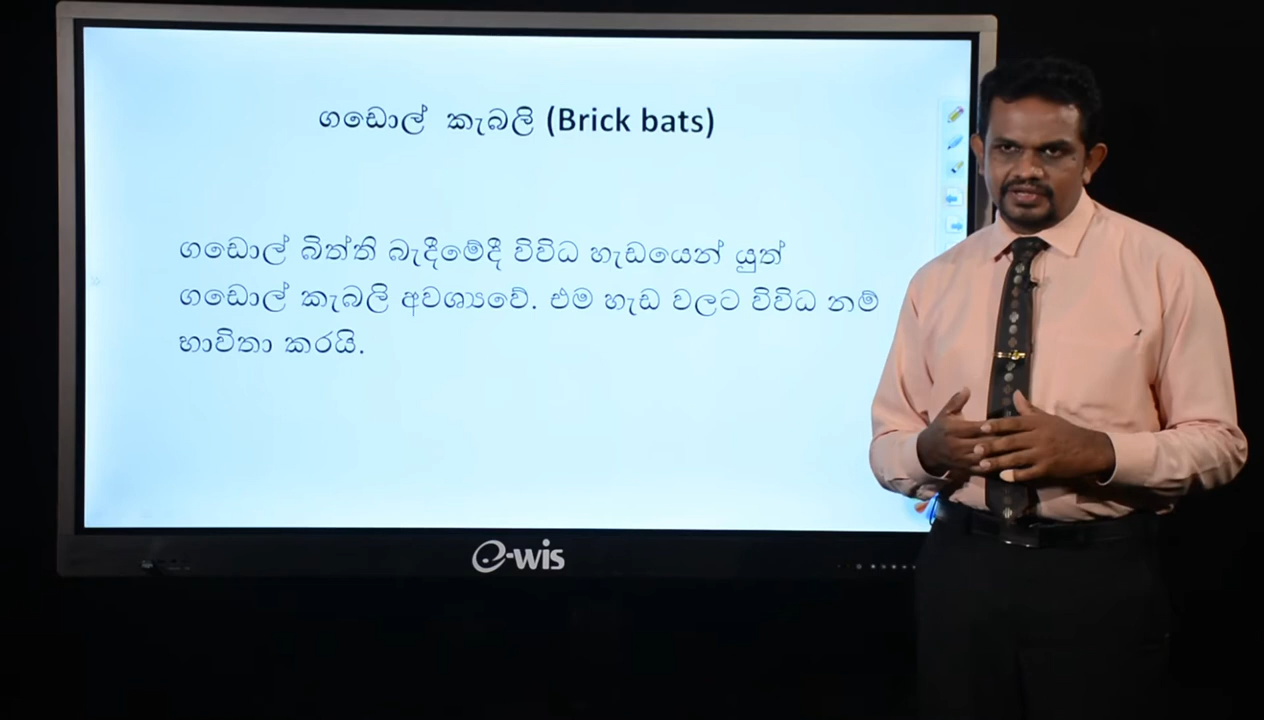 ගඩොල් කැබලි (Brick bats)
ගඩොල් බිත්ති බැදීමේදී විවිධ හැඩයෙන් යුත්
ගඩොල් කැබලි අවශ්‍යවේ. එම හැඩ වලට විවිධ නම්
භාවිතා කරයි.
e-wis